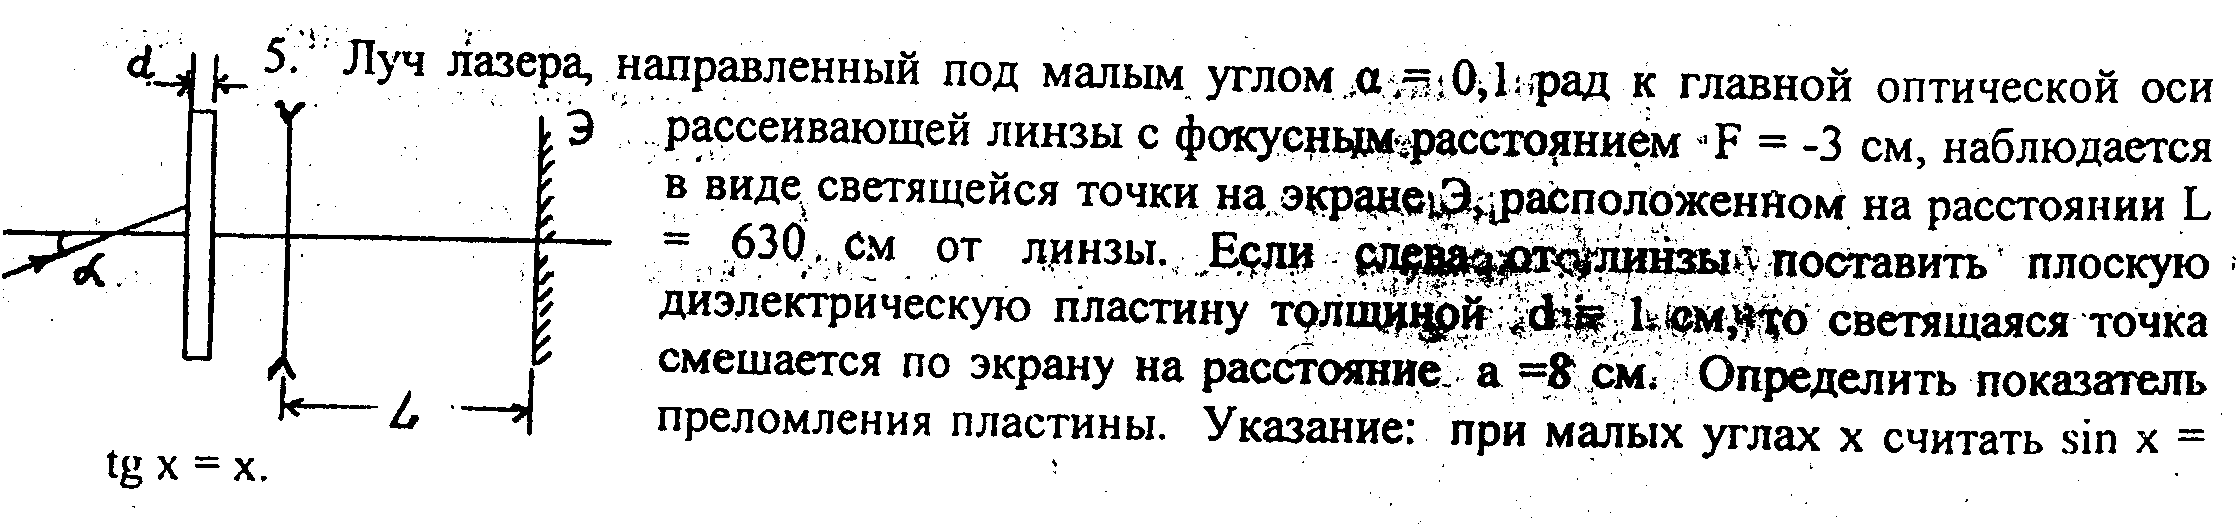 d 5. Луч лазера, направленный под малым углом α = 0,1 рад к главной оптической оси
Э рассеивающей линзы с фокусным расстоянием F = -3 см, наблюдается
в виде светящейся точки на экране Э, расположенном на расстоянии L
= 630 см от линзы. Если слева от линзы поставить плоскую
α
диэлектрическую пластину толщиной d = 1 см, то светящаяся точка
смешается по экрану на расстояние a =8 см. Определить показатель
L преломления пластины. Указание: при малых углах x считать sin x =
tg x = x.